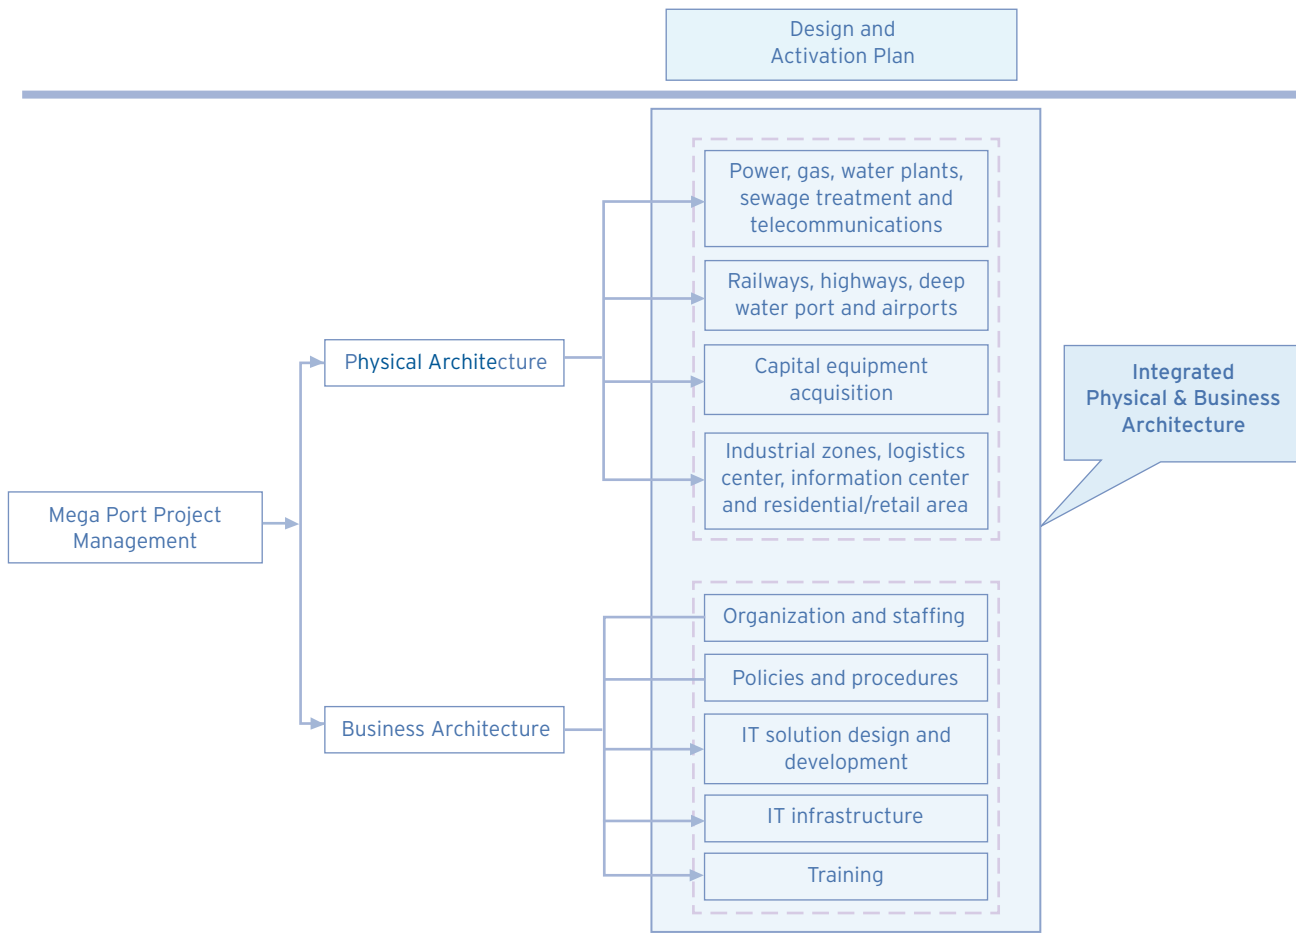 Design and
Activation Plan
Power, gas, water plants,
sewage treatment and
telecommunications
Railways, highways, deep
water port and airports
Physical Architecture
Capital equipment
acquisition
Integrated
Physical & Business
Architecture
Industrial zones, logistics
center, information center
and residential/retail area
Mega Port Project
Management
Organization and staffing
Policies and procedures
Business Architecture
IT solution design and
development
IT infrastructure
Training